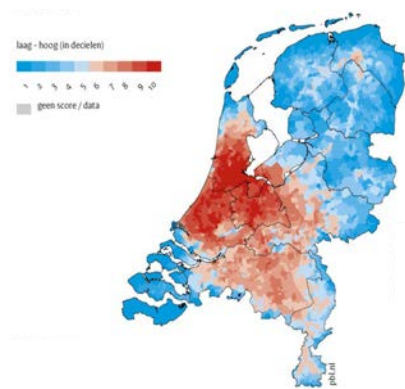 laag – hoog (in decielen)
1 2 3 4 5 6 7 8 9 10
geen score / data
pbl.nl